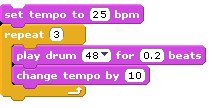 set tempo to 25 bpm
repeat 3
play drum 48 for 0.2 beats
change tempo by 10